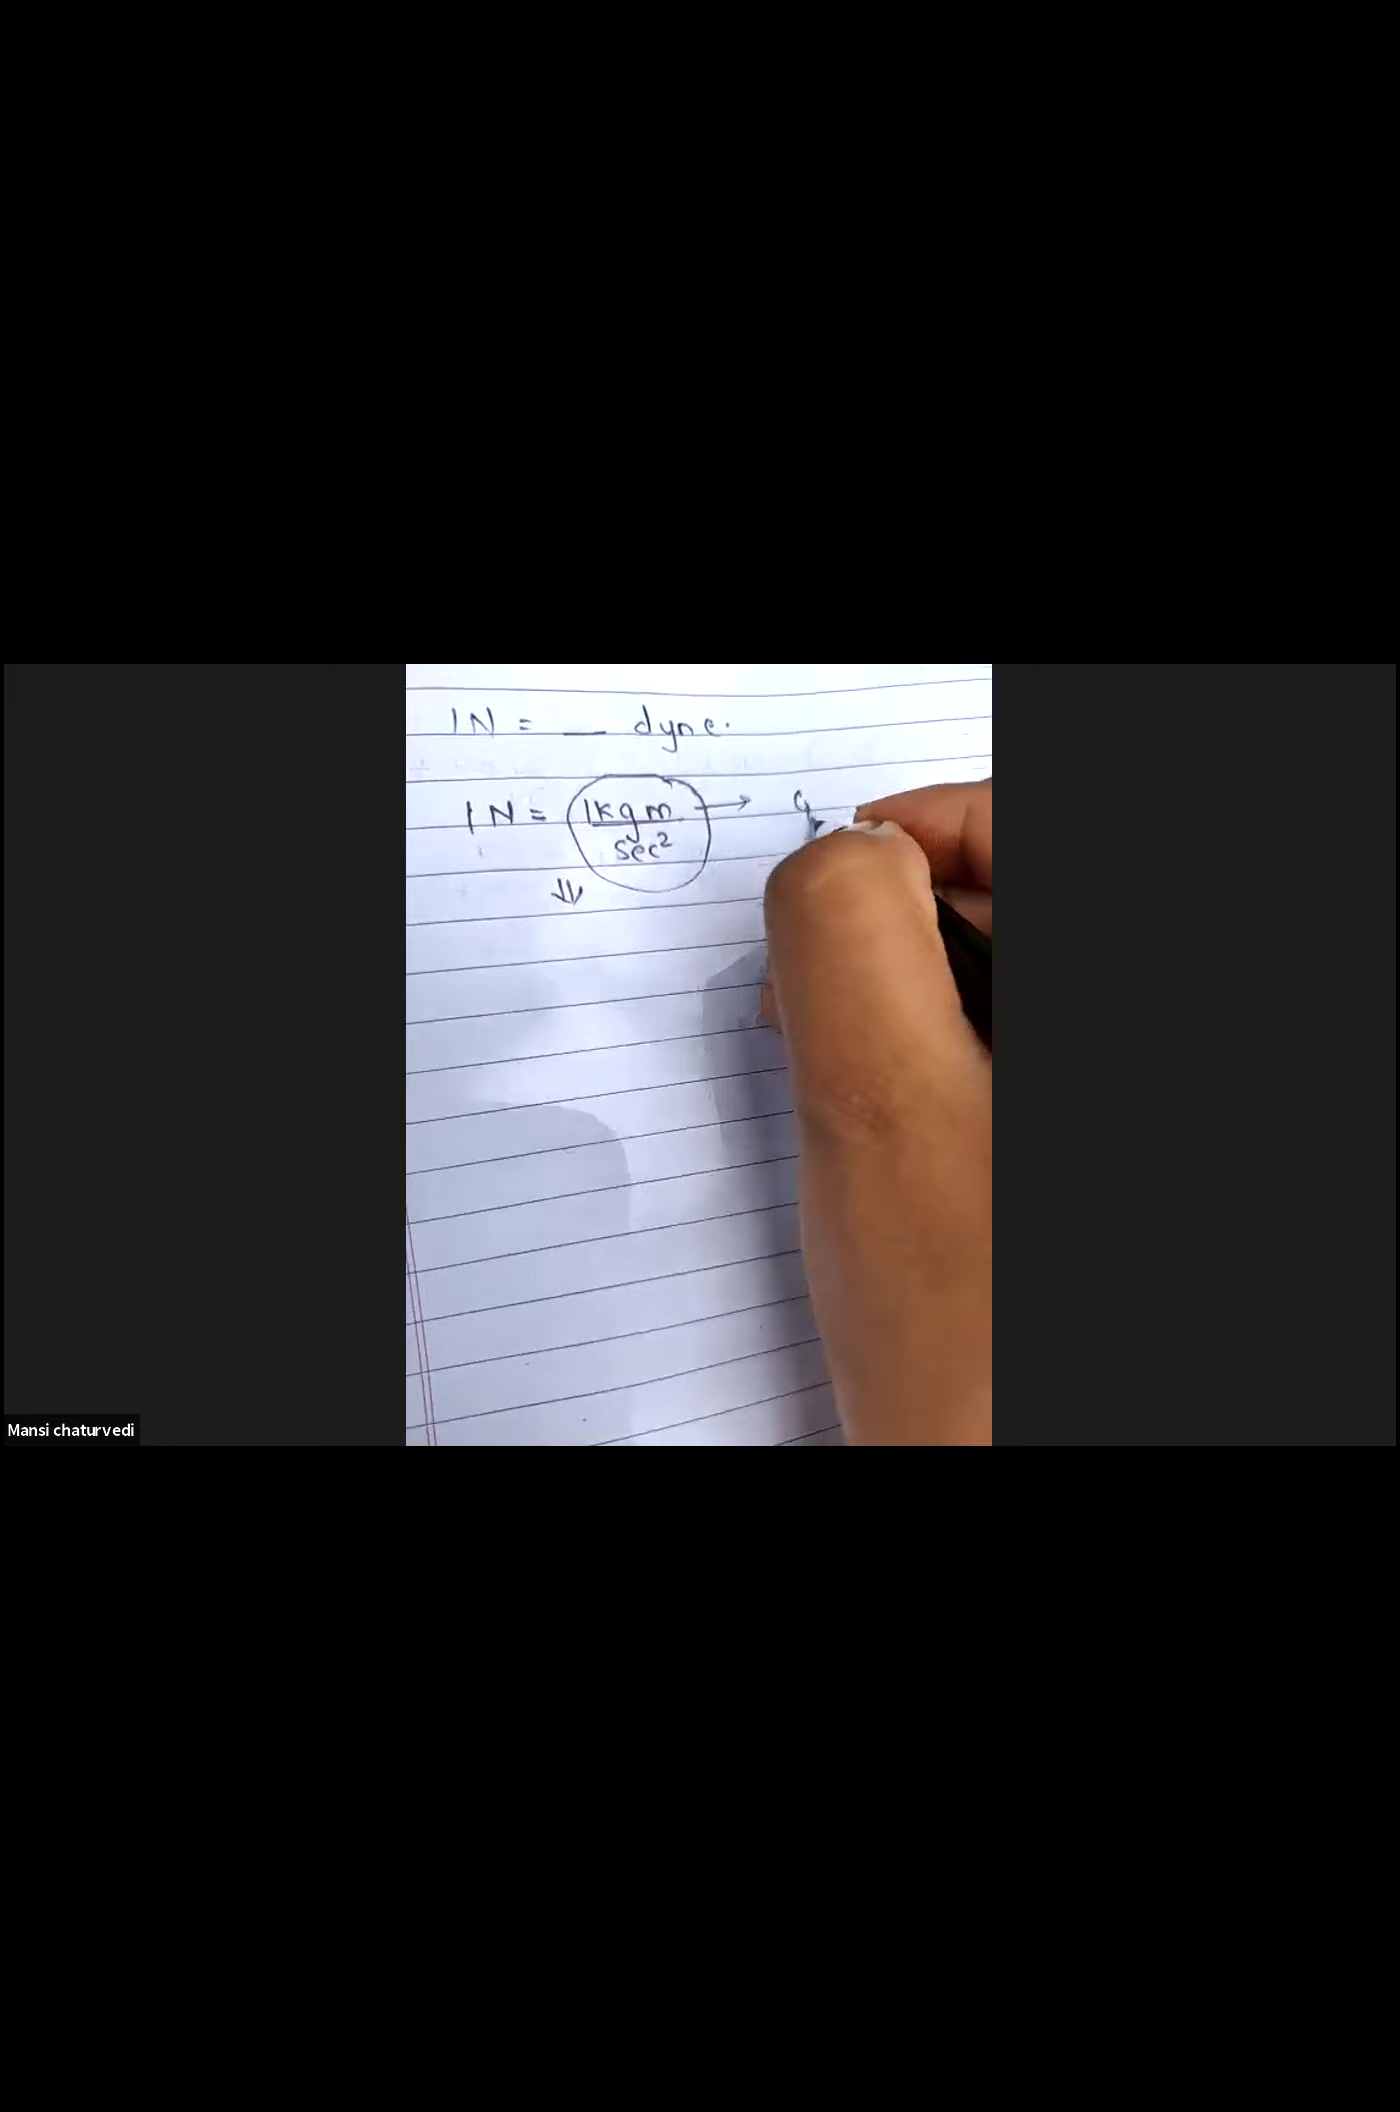 1N = __ dyne.
1N = 1kg m →
sec²
⇓
Mansi chaturvedi